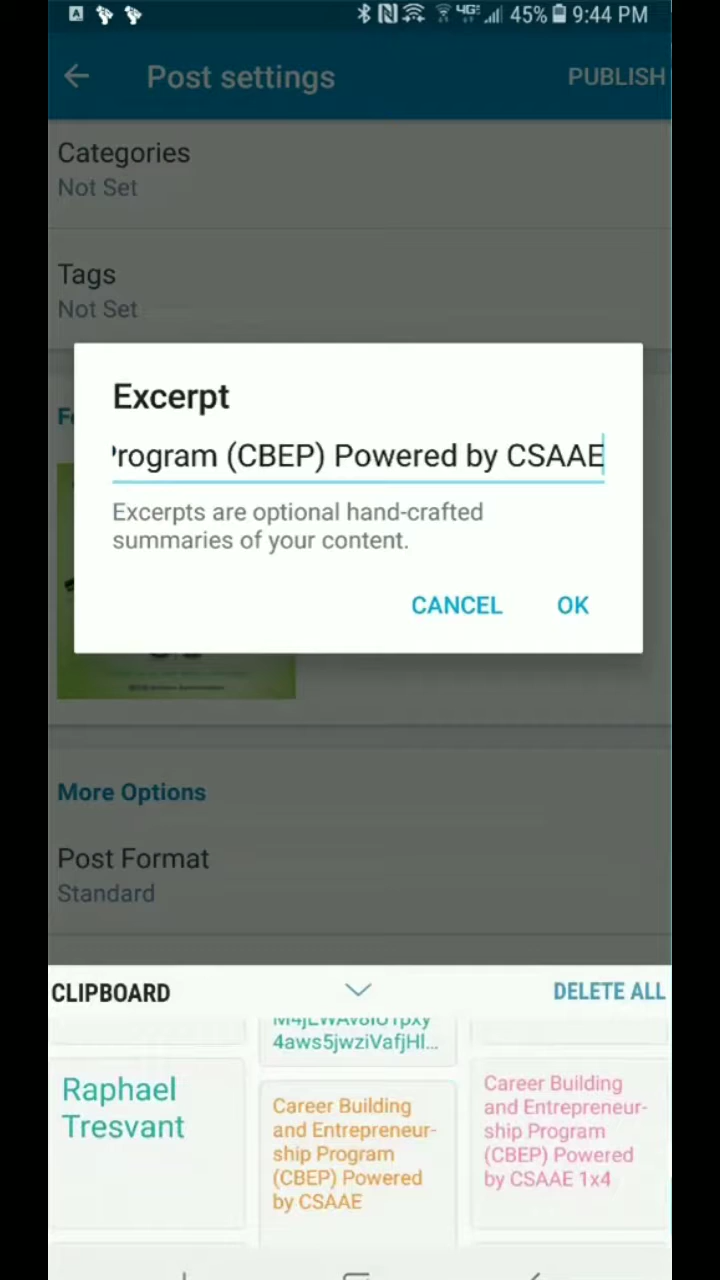 45% 9:44 PM
Post settings PUBLISH
Categories
Not Set
Tags
Not Set
Excerpt
Program (CBEP) Powered by CSAAE
Excerpts are optional hand-crafted
summaries of your content.
CANCEL OK
More Options
Post Format
Standard
CLIPBOARD DELETE ALL
4aws5jwziVafjHl...
Raphael
Tresvant
Career Building
and Entrepreneur-
ship Program
(CBEP) Powered
by CSAAE
Career Building
and Entrepreneur-
ship Program
(CBEP) Powered
by CSAAE 1x4